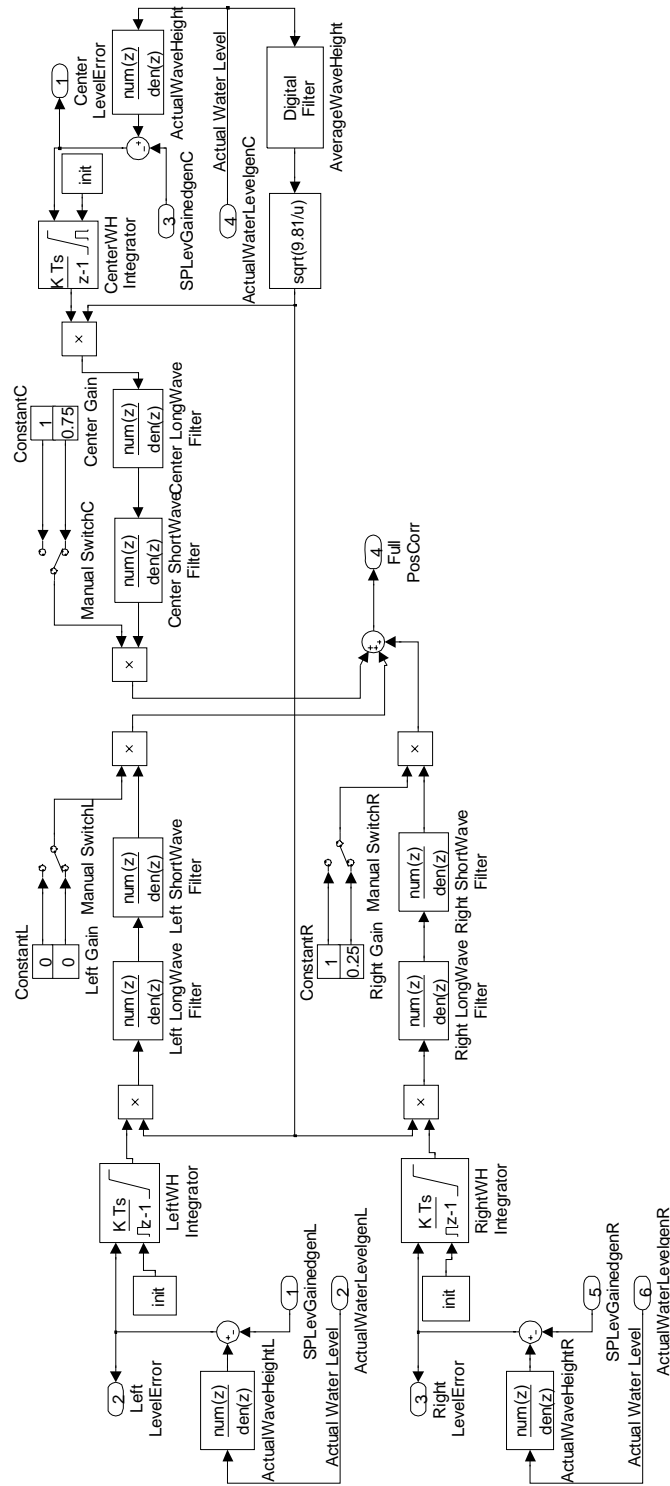 2
Left
LevelError
num(z)
den(z)
ActualWaveHeightL
Actual Water Level
+
-
init
1
SPLevGainedgenL
2
ActualWaterLevelgenL
K Ts
z-1
LeftWH
Integrator
×
num(z)
den(z)
Left LongWave
Filter
num(z)
den(z)
Left ShortWave
Filter
ConstantL
0
0
Left Gain
Manual SwitchL
×
ConstantC
1
0.75
Center Gain
Manual SwitchC
×
num(z)
den(z)
Center ShortWave
Filter
num(z)
den(z)
Center LongWave
Filter
×
K Ts
z-1
CenterWH
Integrator
init
1
Center
LevelError
-
+
num(z)
den(z)
ActualWaveHeight
3
SPLevGainedgenC
Actual Water Level
4
ActualWaterLevelgenC
sqrt(9.81/u)
Digital
Filter
AverageWaveHeight
3
Right
LevelError
num(z)
den(z)
ActualWaveHeightR
Actual Water Level
+
-
init
5
SPLevGainedgenR
6
ActualWaterLevelgenR
K Ts
z-1
RightWH
Integrator
×
num(z)
den(z)
Right LongWave
Filter
num(z)
den(z)
Right ShortWave
Filter
ConstantR
1
0.25
Right Gain
Manual SwitchR
×
+
+
+
4
Full
PosCorr